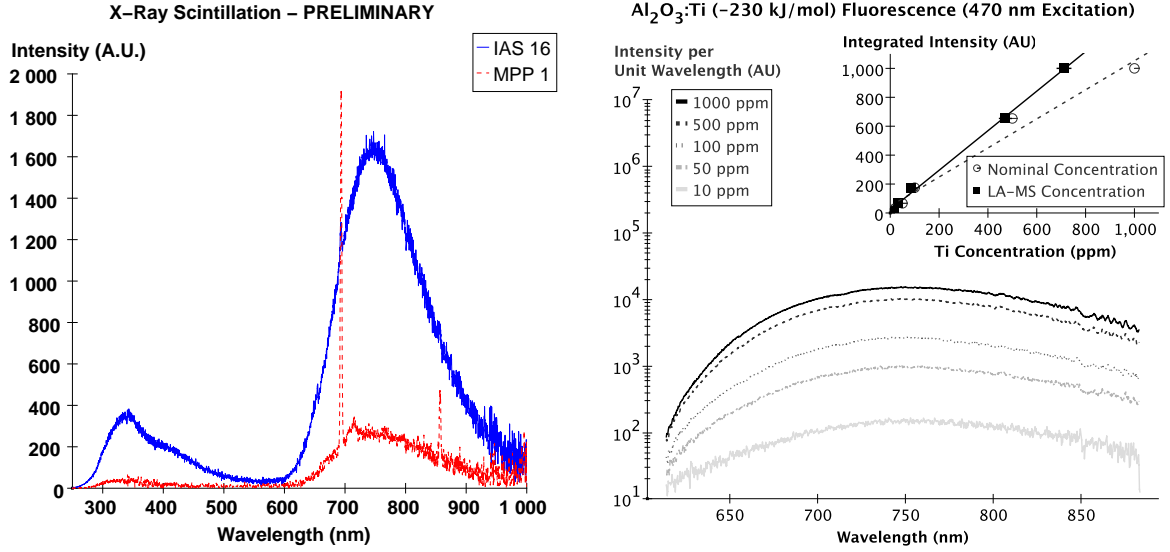 X–Ray Scintillation – PRELIMINARY
Intensity (A.U.)
IAS 16
MPP 1
2 000
1 800
1 600
1 400
1 200
1 000
800
600
400
200
0
300 400 500 600 700 800 900 1 000
Wavelength (nm)
Al2O3:Ti (–230 kJ/mol) Fluorescence (470 nm Excitation)
Intensity per
Unit Wavelength (AU)
1000 ppm
500 ppm
100 ppm
50 ppm
10 ppm
10^7
10^6
10^5
10^4
10^3
10^2
10^1
650 700 750 800 850
Wavelength (nm)
Integrated Intensity (AU)
1,000
800
600
400
200
0
Nominal Concentration
LA–MS Concentration
0 200 400 600 800 1,000
Ti Concentration (ppm)